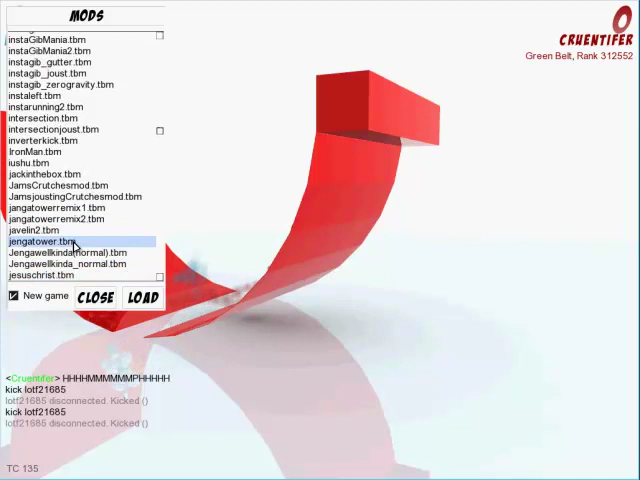 MODS
instaGibMania.tbm
instaGibMania2.tbm
instagib_gutter.tbm
instagib_joust.tbm
instagib_zerogravity.tbm
instaleft.tbm
instarunning2.tbm
intersection.tbm
intersectionjoust.tbm
inverterkick.tbm
IronMan.tbm
iushu.tbm
jackinthebox.tbm
JamsCrutchesmod.tbm
JamsjoustingCrutchesmod.tbm
jangatowerremix1.tbm
jangatowerremix2.tbm
javelin2.tbm
jengatower.tbm
Jengawellkinda(normal).tbm
Jengawellkinda_normal.tbm
jesuschrist.tbm
New game CLOSE LOAD
0
CRUENTIFER
Green Belt, Rank 312552
<Cruentifer> HHHHMMMMMMPHHHHH
kick lotf21685
lotf21685 disconnected. Kicked ()
kick lotf21685
lotf21685 disconnected. Kicked ()
TC 135